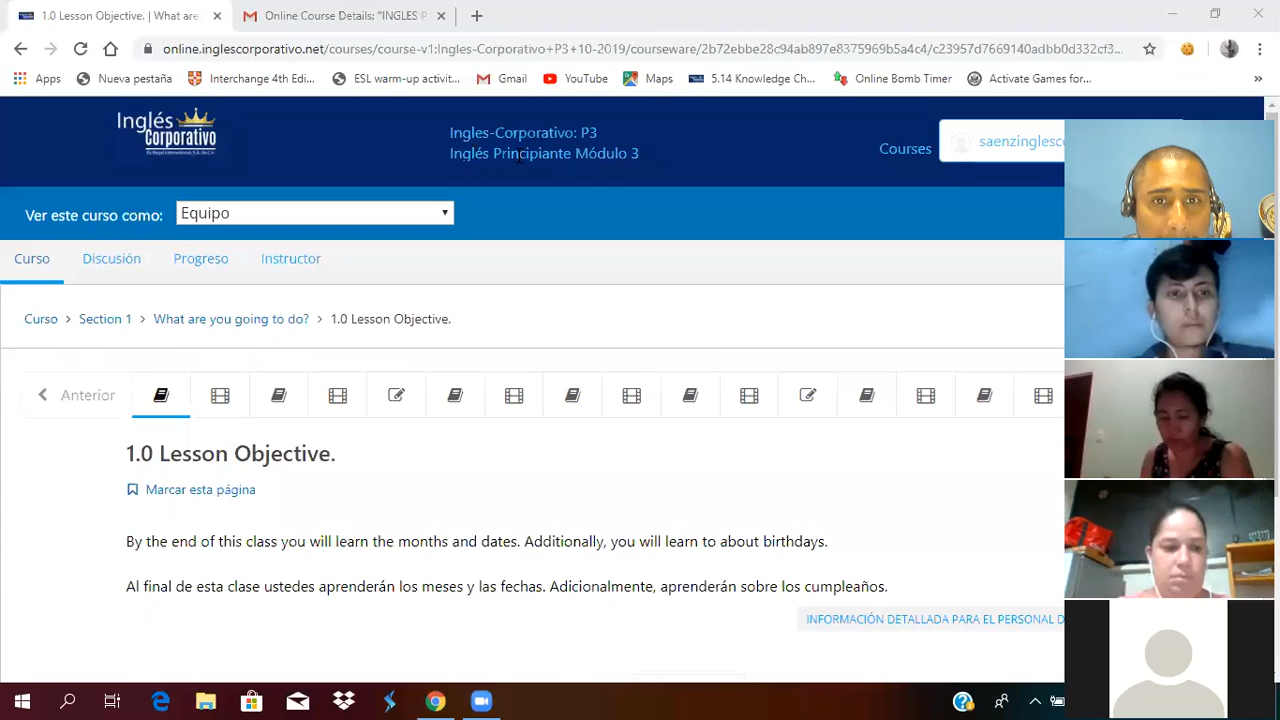 1.0 Lesson Objective. | What are
Online Course Details: "INGLES P
online.inglescorporativo.net/courses/course-v1:Ingles-Corporativo+P3+10-2019/courseware/2b72ebbe28c94ab897e8375969b5a4c4/c23957d7669140adbb0d332cf3...
Apps
Nueva pestaña
Interchange 4th Edi...
ESL warm-up activit...
Gmail
YouTube
Maps
5.14 Knowledge Ch...
Online Bomb Timer
Activate Games for...
»
Inglés
Corporativo
Ingles-Corporativo: P3
Inglés Principiante Módulo 3
Courses
saenzinglesc
Ver este curso como:
Equipo
Curso
Discusión
Progreso
Instructor
Curso > Section 1 > What are you going to do? > 1.0 Lesson Objective.
Anterior
1.0 Lesson Objective.
Marcar esta página
By the end of this class you will learn the months and dates. Additionally, you will learn to about birthdays.
Al final de esta clase ustedes aprenderán los meses y las fechas. Adicionalmente, aprenderán sobre los cumpleaños.
INFORMACIÓN DETALLADA PARA EL PERSONAL D